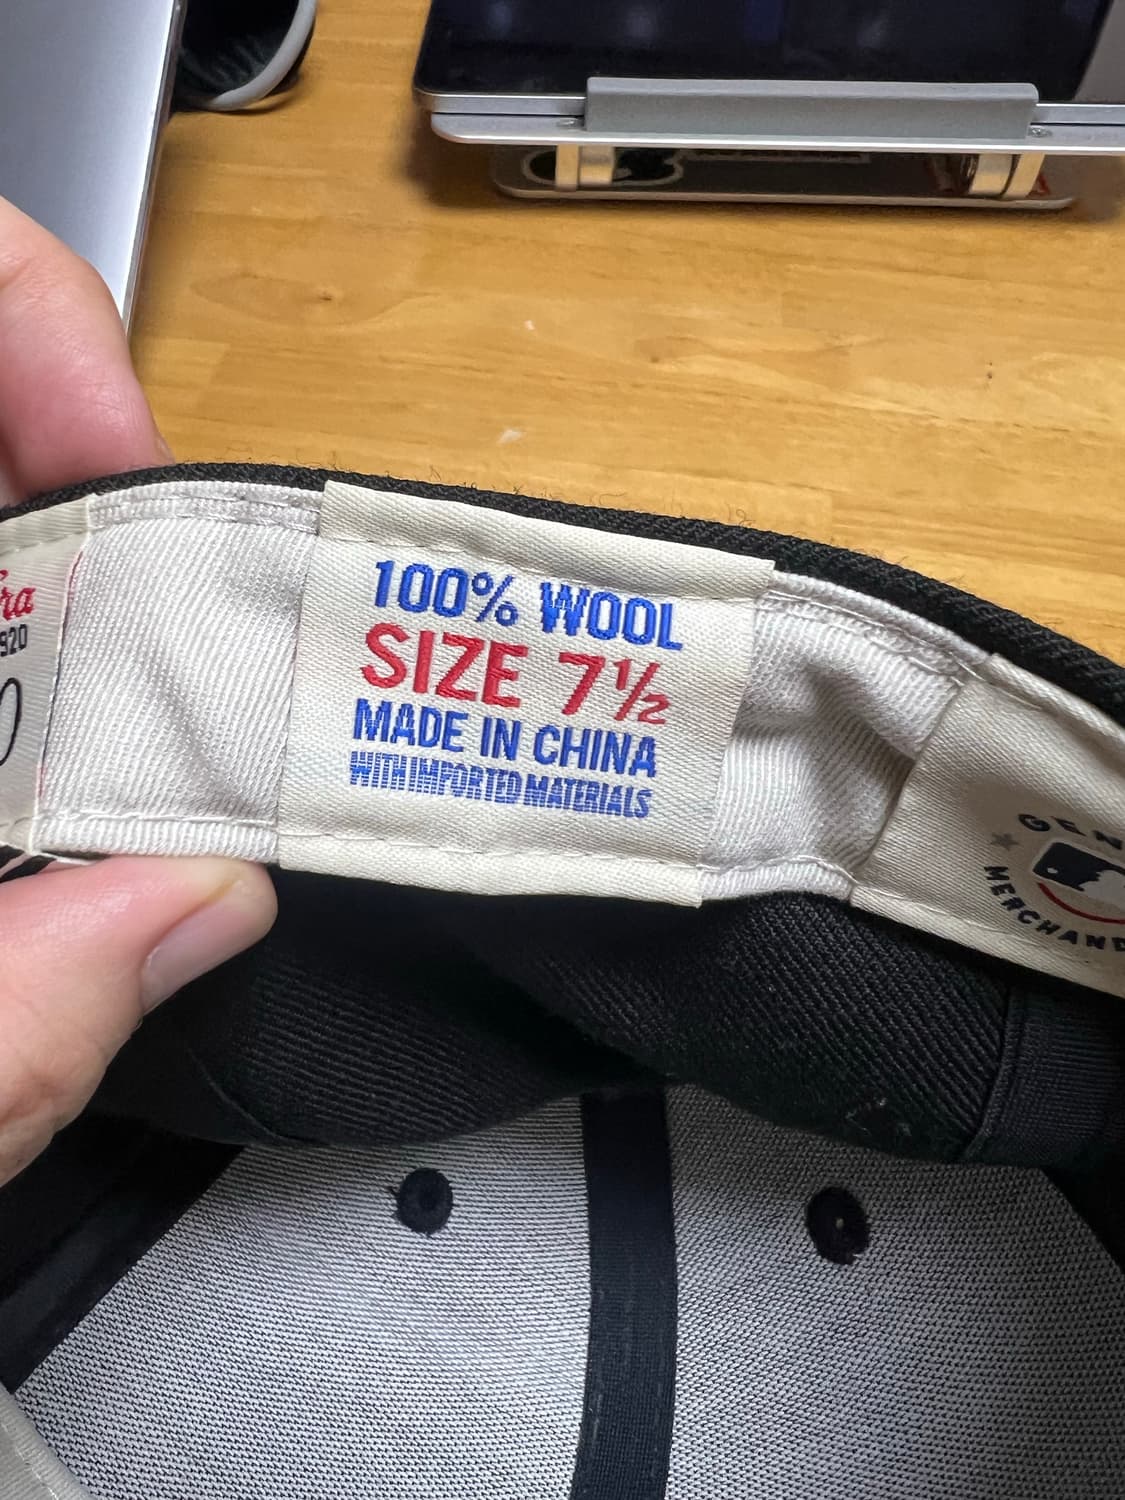 100% WOOL
SIZE 7½
MADE IN CHINA
WITH IMPORTED MATERIALS